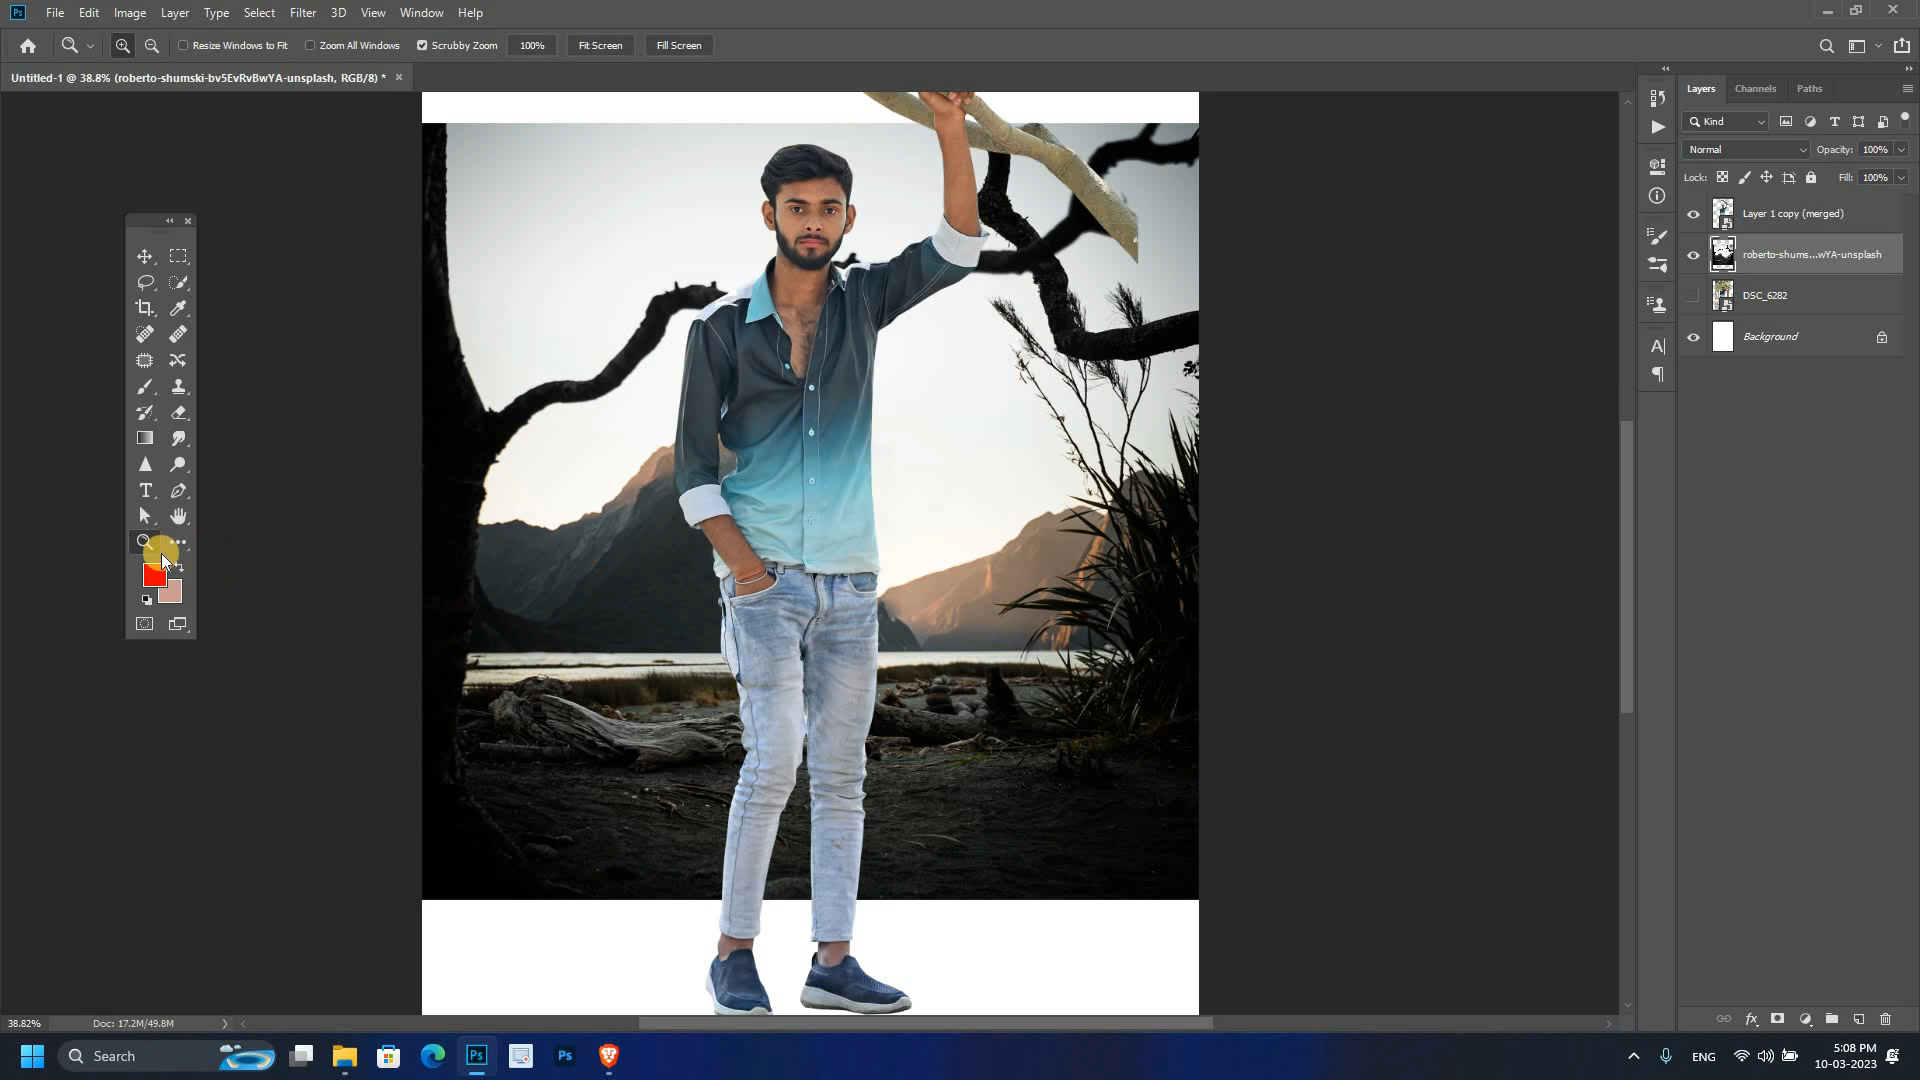 Ps File Edit Image Layer Type Select Filter 3D View Window Help
Resize Windows to Fit Zoom All Windows Scrubby Zoom 100% Fit Screen Fill Screen
Untitled-1 @ 38.8% (roberto-shumski-bv5EvRvBwYA-unsplash, RGB/8) *
Layers Channels Paths
Kind
Normal Opacity: 100%
Lock: Fill: 100%
Layer 1 copy (merged)
roberto-shums...wYA-unsplash
DSC_6282
Background
38.82% Doc: 17.2M/49.8M
Search Ps Ps ENG 5:08 PM
10-03-2023